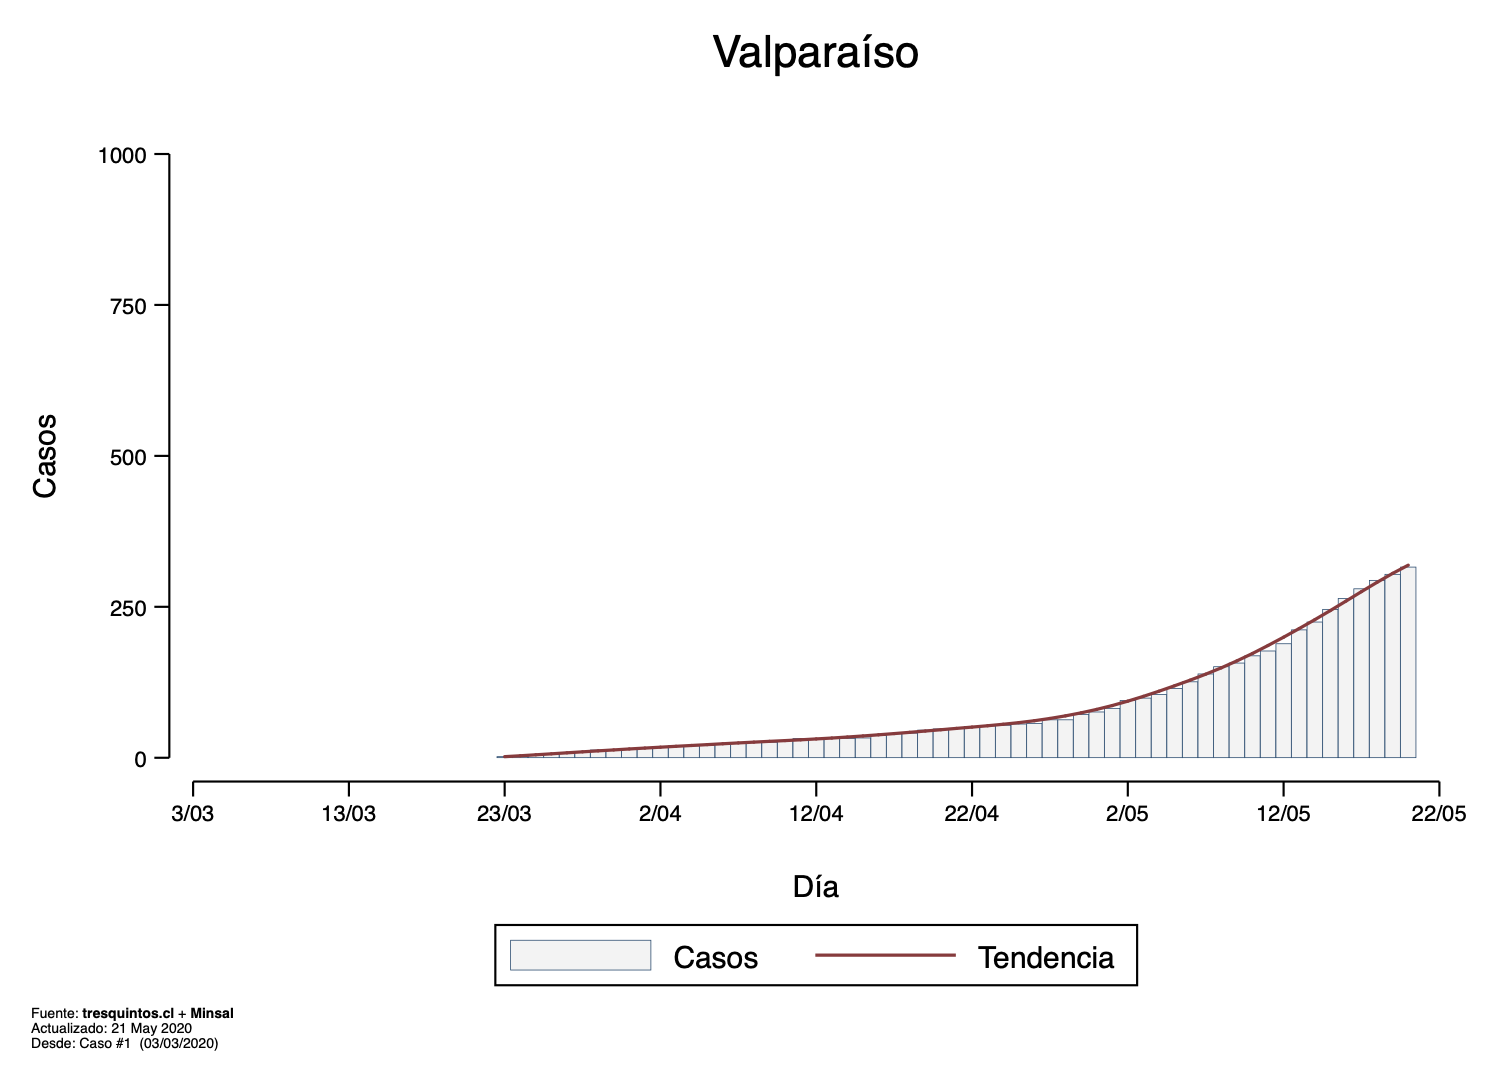 Valparaíso
1000
750
500
250
0
Casos
3/03 13/03 23/03 2/04 12/04 22/04 2/05 12/05 22/05
Día
Casos Tendencia
Fuente: tresquintos.cl + Minsal
Actualizado: 21 May 2020
Desde: Caso #1 (03/03/2020)